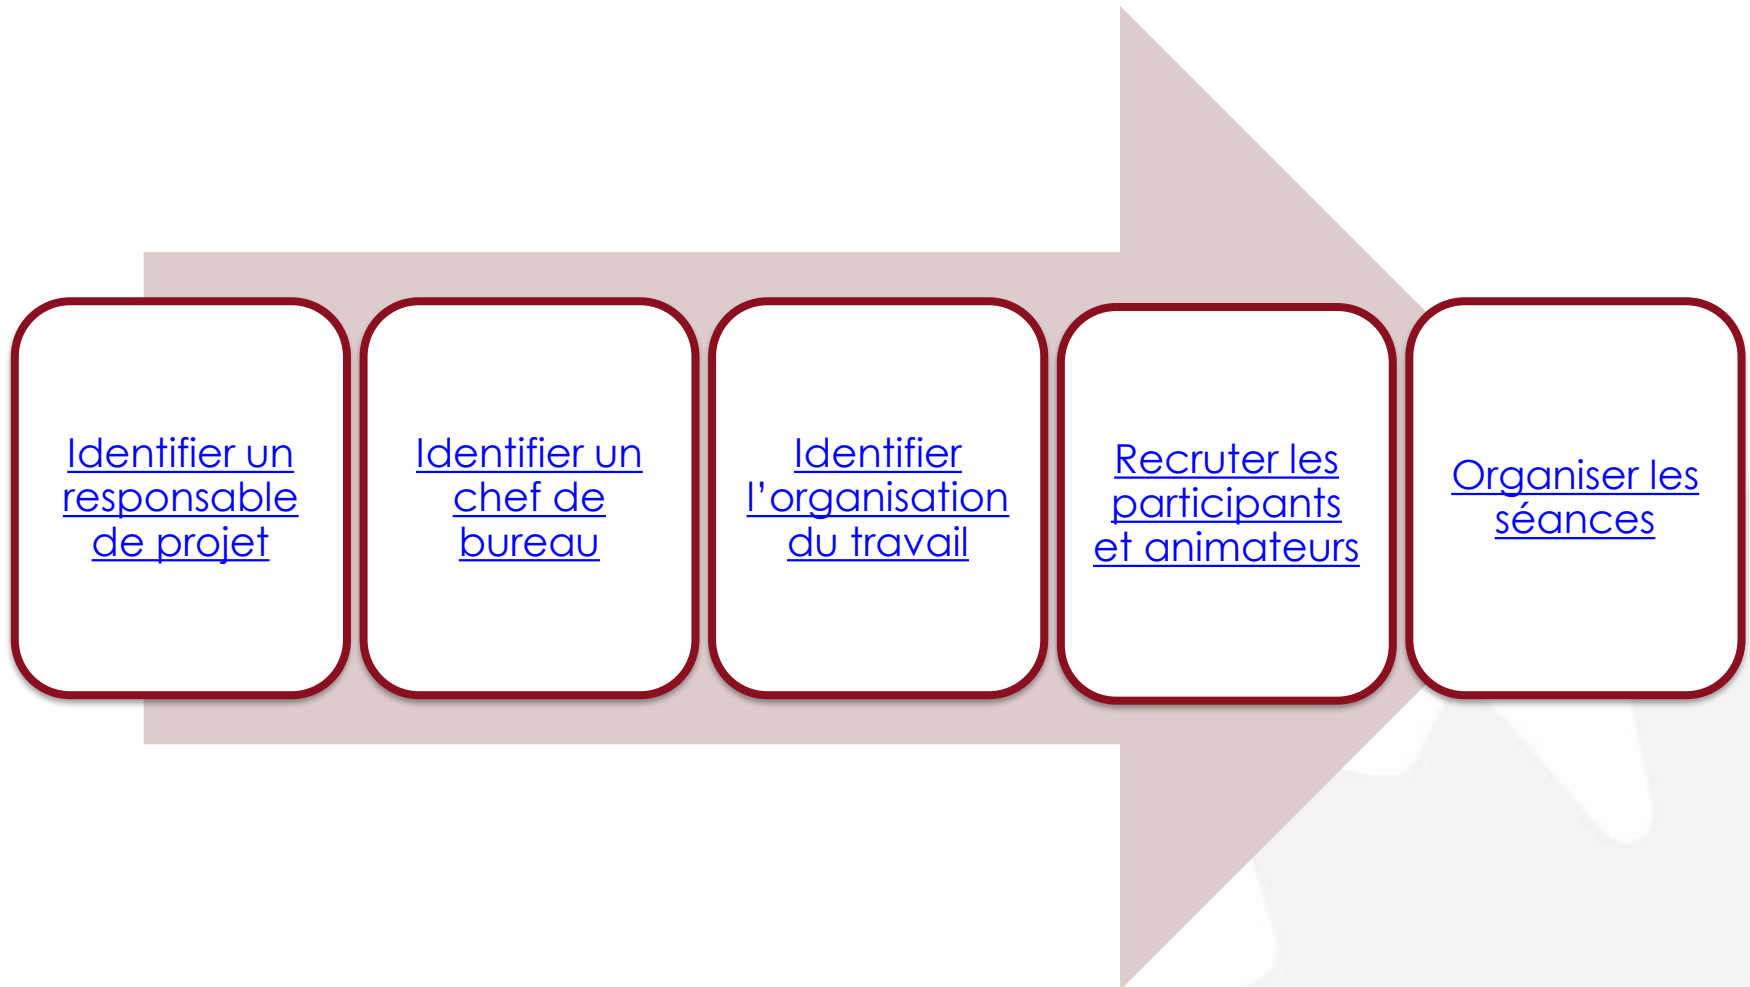 Identifier un
responsable
de projet
Identifier un
chef de
bureau
Identifier
l’organisation
du travail
Recruter les
participants
et animateurs
Organiser les
séances